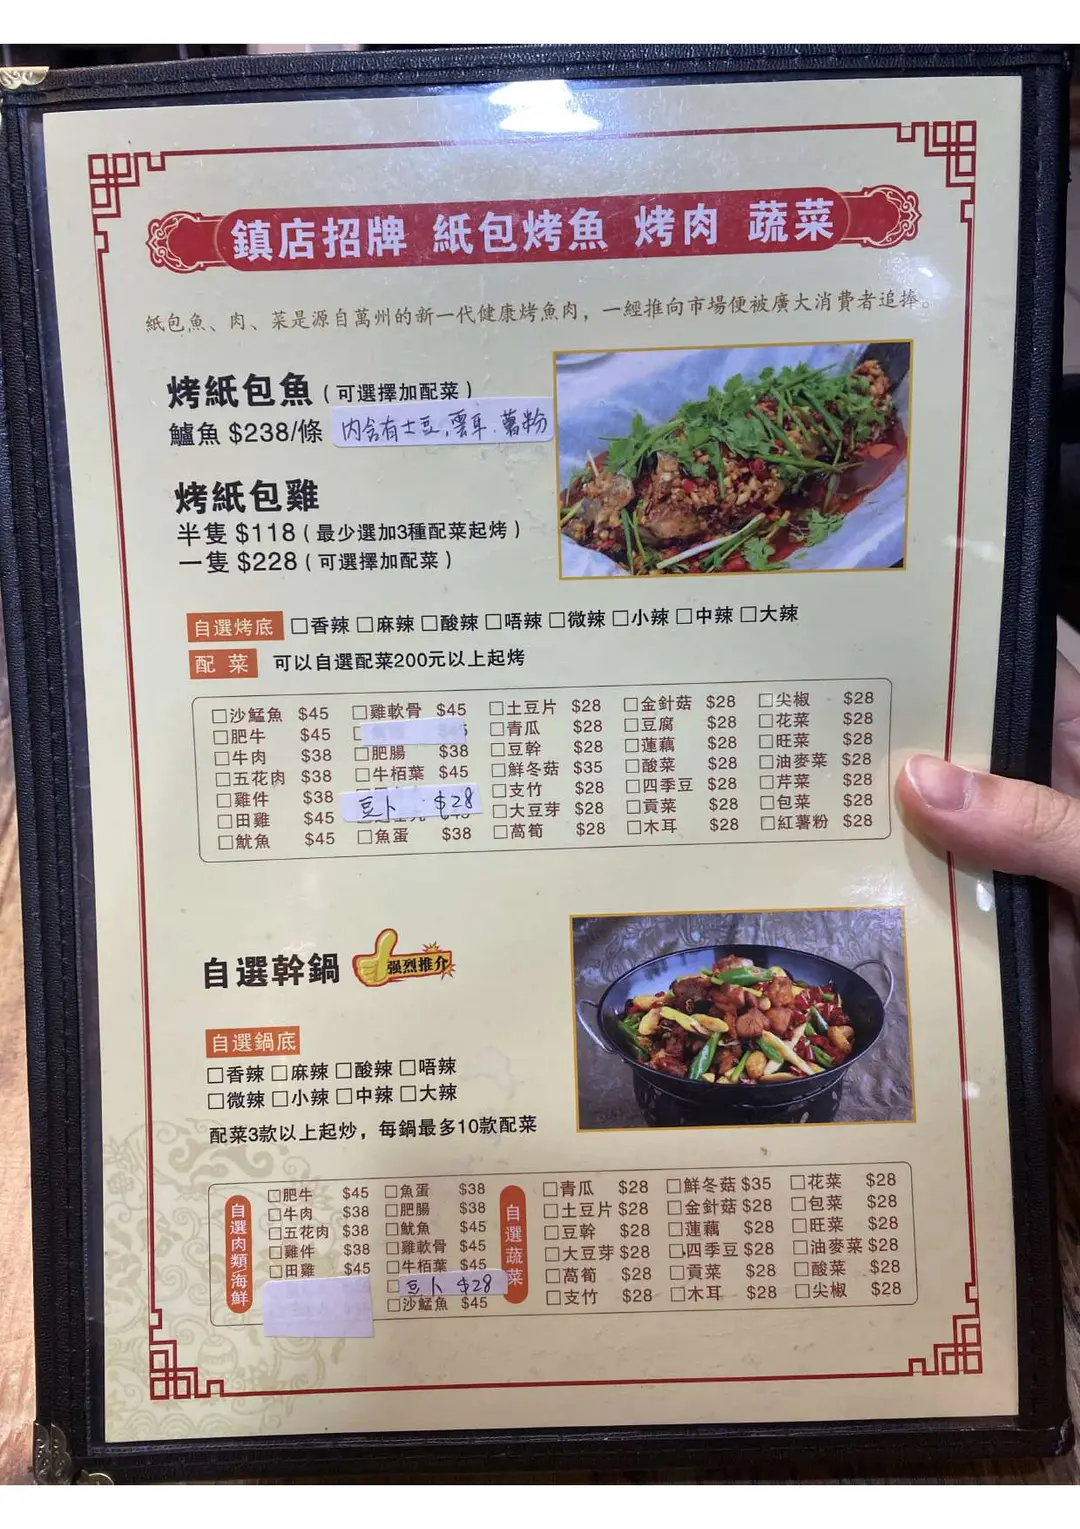 鎮店招牌 紙包烤魚 烤肉 蔬菜
紙包魚、肉、菜是源自萬州的新一代健康烤魚肉，一經推向市場便被廣大消費者追捧。
烤紙包魚（可選擇加配菜）
鱸魚 $238/條 內含有土豆.雲耳.薯粉
烤紙包雞
半隻 $118（最少選加3種配菜起烤）
一隻 $228（可選擇加配菜）
自選烤底 □香辣 □麻辣 □酸辣 □唔辣 □微辣 □小辣 □中辣 □大辣
配菜 可以自選配菜200元以上起烤
□沙鯭魚 $45 □雞軟骨 $45 □土豆片 $28 □金針菇 $28 □尖椒 $28
□肥牛 $45 □青瓜 $28 □豆腐 $28 □花菜 $28
□牛肉 $38 □肥腸 $38 □豆幹 $28 □蓮藕 $28 □旺菜 $28
□五花肉 $38 □牛栢葉 $45 □鮮冬菇 $35 □酸菜 $28 □油麥菜 $28
□雞件 $38 豆卜 $28 □支竹 $28 □四季豆 $28 □芹菜 $28
□田雞 $45 □大豆芽 $28 □貢菜 $28 □包菜 $28
□魷魚 $45 □魚蛋 $38 □萵筍 $28 □木耳 $28 □紅薯粉 $28
自選幹鍋 强烈推介
自選鍋底
□香辣 □麻辣 □酸辣 □唔辣
□微辣 □小辣 □中辣 □大辣
配菜3款以上起炒，每鍋最多10款配菜
自選肉類/海鮮
□肥牛 $45 □魚蛋 $38
□牛肉 $38 □肥腸 $38
□五花肉 $38 □魷魚 $45
□雞件 $38 □雞軟骨 $45
□田雞 $45 □牛栢葉 $45
□豆卜 $28
□沙鯭魚 $45
自選蔬菜
□青瓜 $28 □鮮冬菇 $35 □花菜 $28
□土豆片 $28 □金針菇 $28 □包菜 $28
□豆幹 $28 □蓮藕 $28 □旺菜 $28
□大豆芽 $28 □四季豆 $28 □油麥菜 $28
□萵筍 $28 □貢菜 $28 □酸菜 $28
□支竹 $28 □木耳 $28 □尖椒 $28